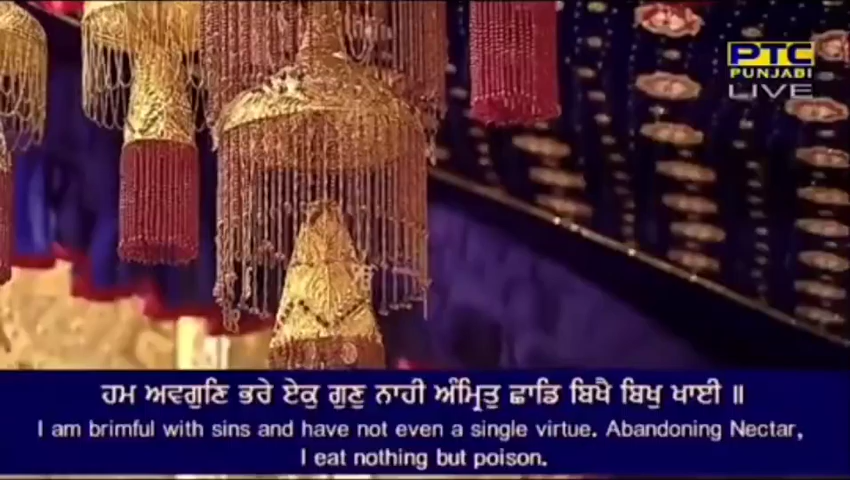 PTC
PUNJABI
LIVE
ਹਮ ਅਵਗੁਣਿ ਭਰੇ ਏਕੁ ਗੁਣੁ ਨਾਹੀ ਅੰਮ੍ਰਿਤੁ ਛਾਡਿ ਬਿਖੈ ਬਿਖੁ ਖਾਈ ॥
I am brimful with sins and have not even a single virtue. Abandoning Nectar,
I eat nothing but poison.